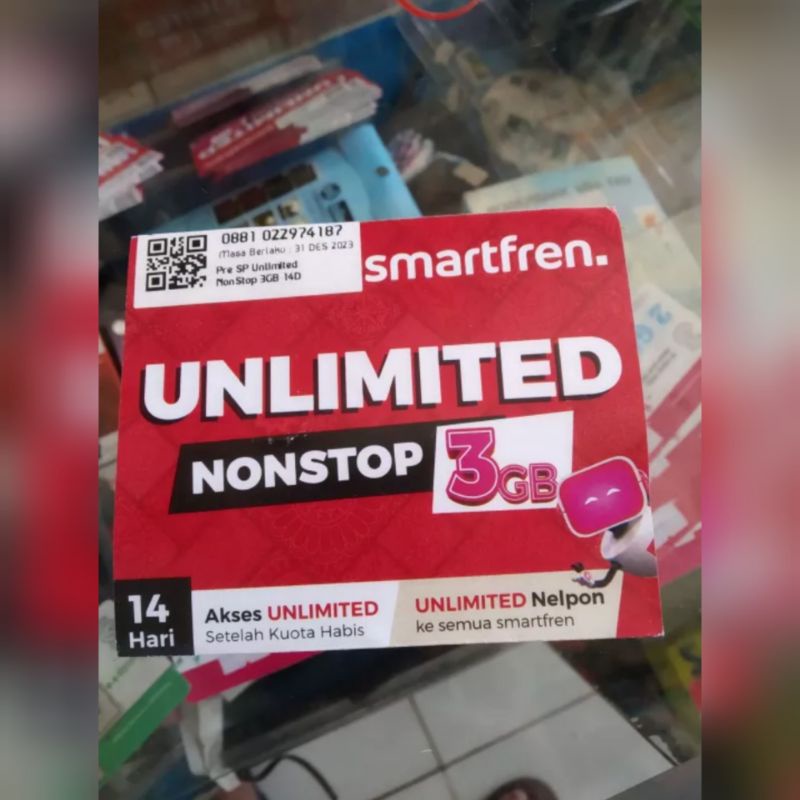 0881 022974187
Masa Berlaku : 31 DES 2023
Pre SP Unlimited
NonStop 3GB 14D
smartfren.
UNLIMITED
NONSTOP 3GB
14
Hari
Akses UNLIMITED
Setelah Kuota Habis
UNLIMITED Nelpon
ke semua smartfren